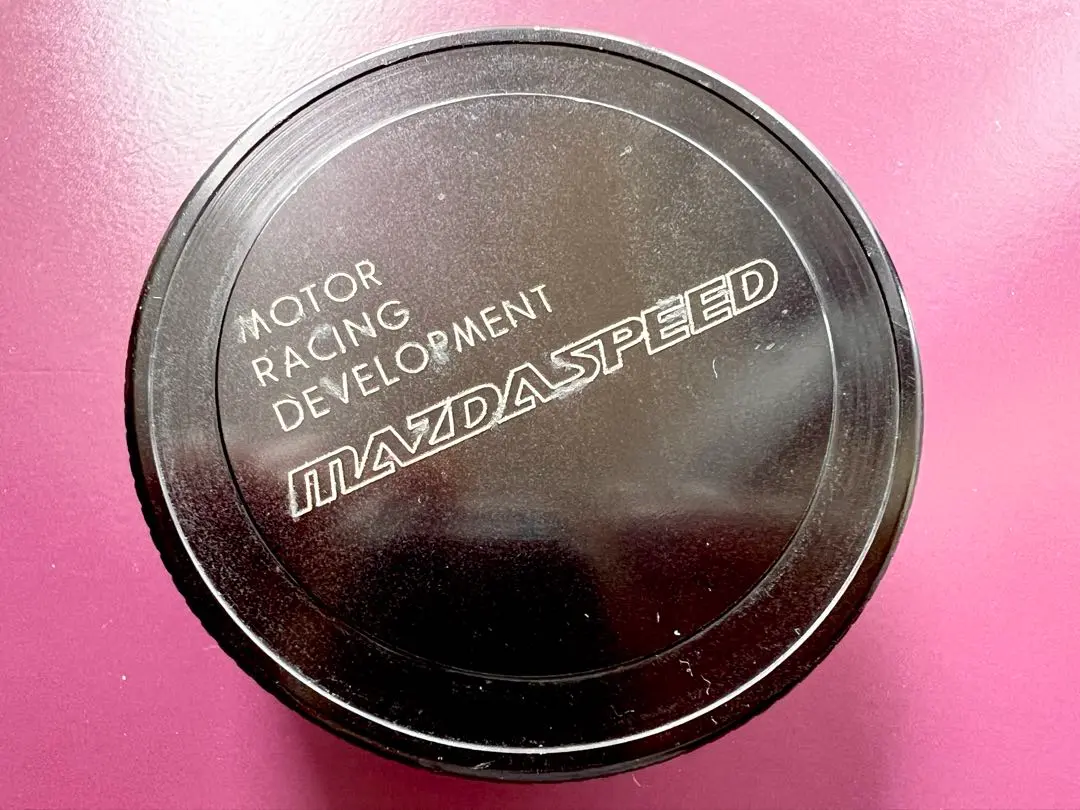 MOTOR
RACING
DEVELOPMENT
MAZDASPEED